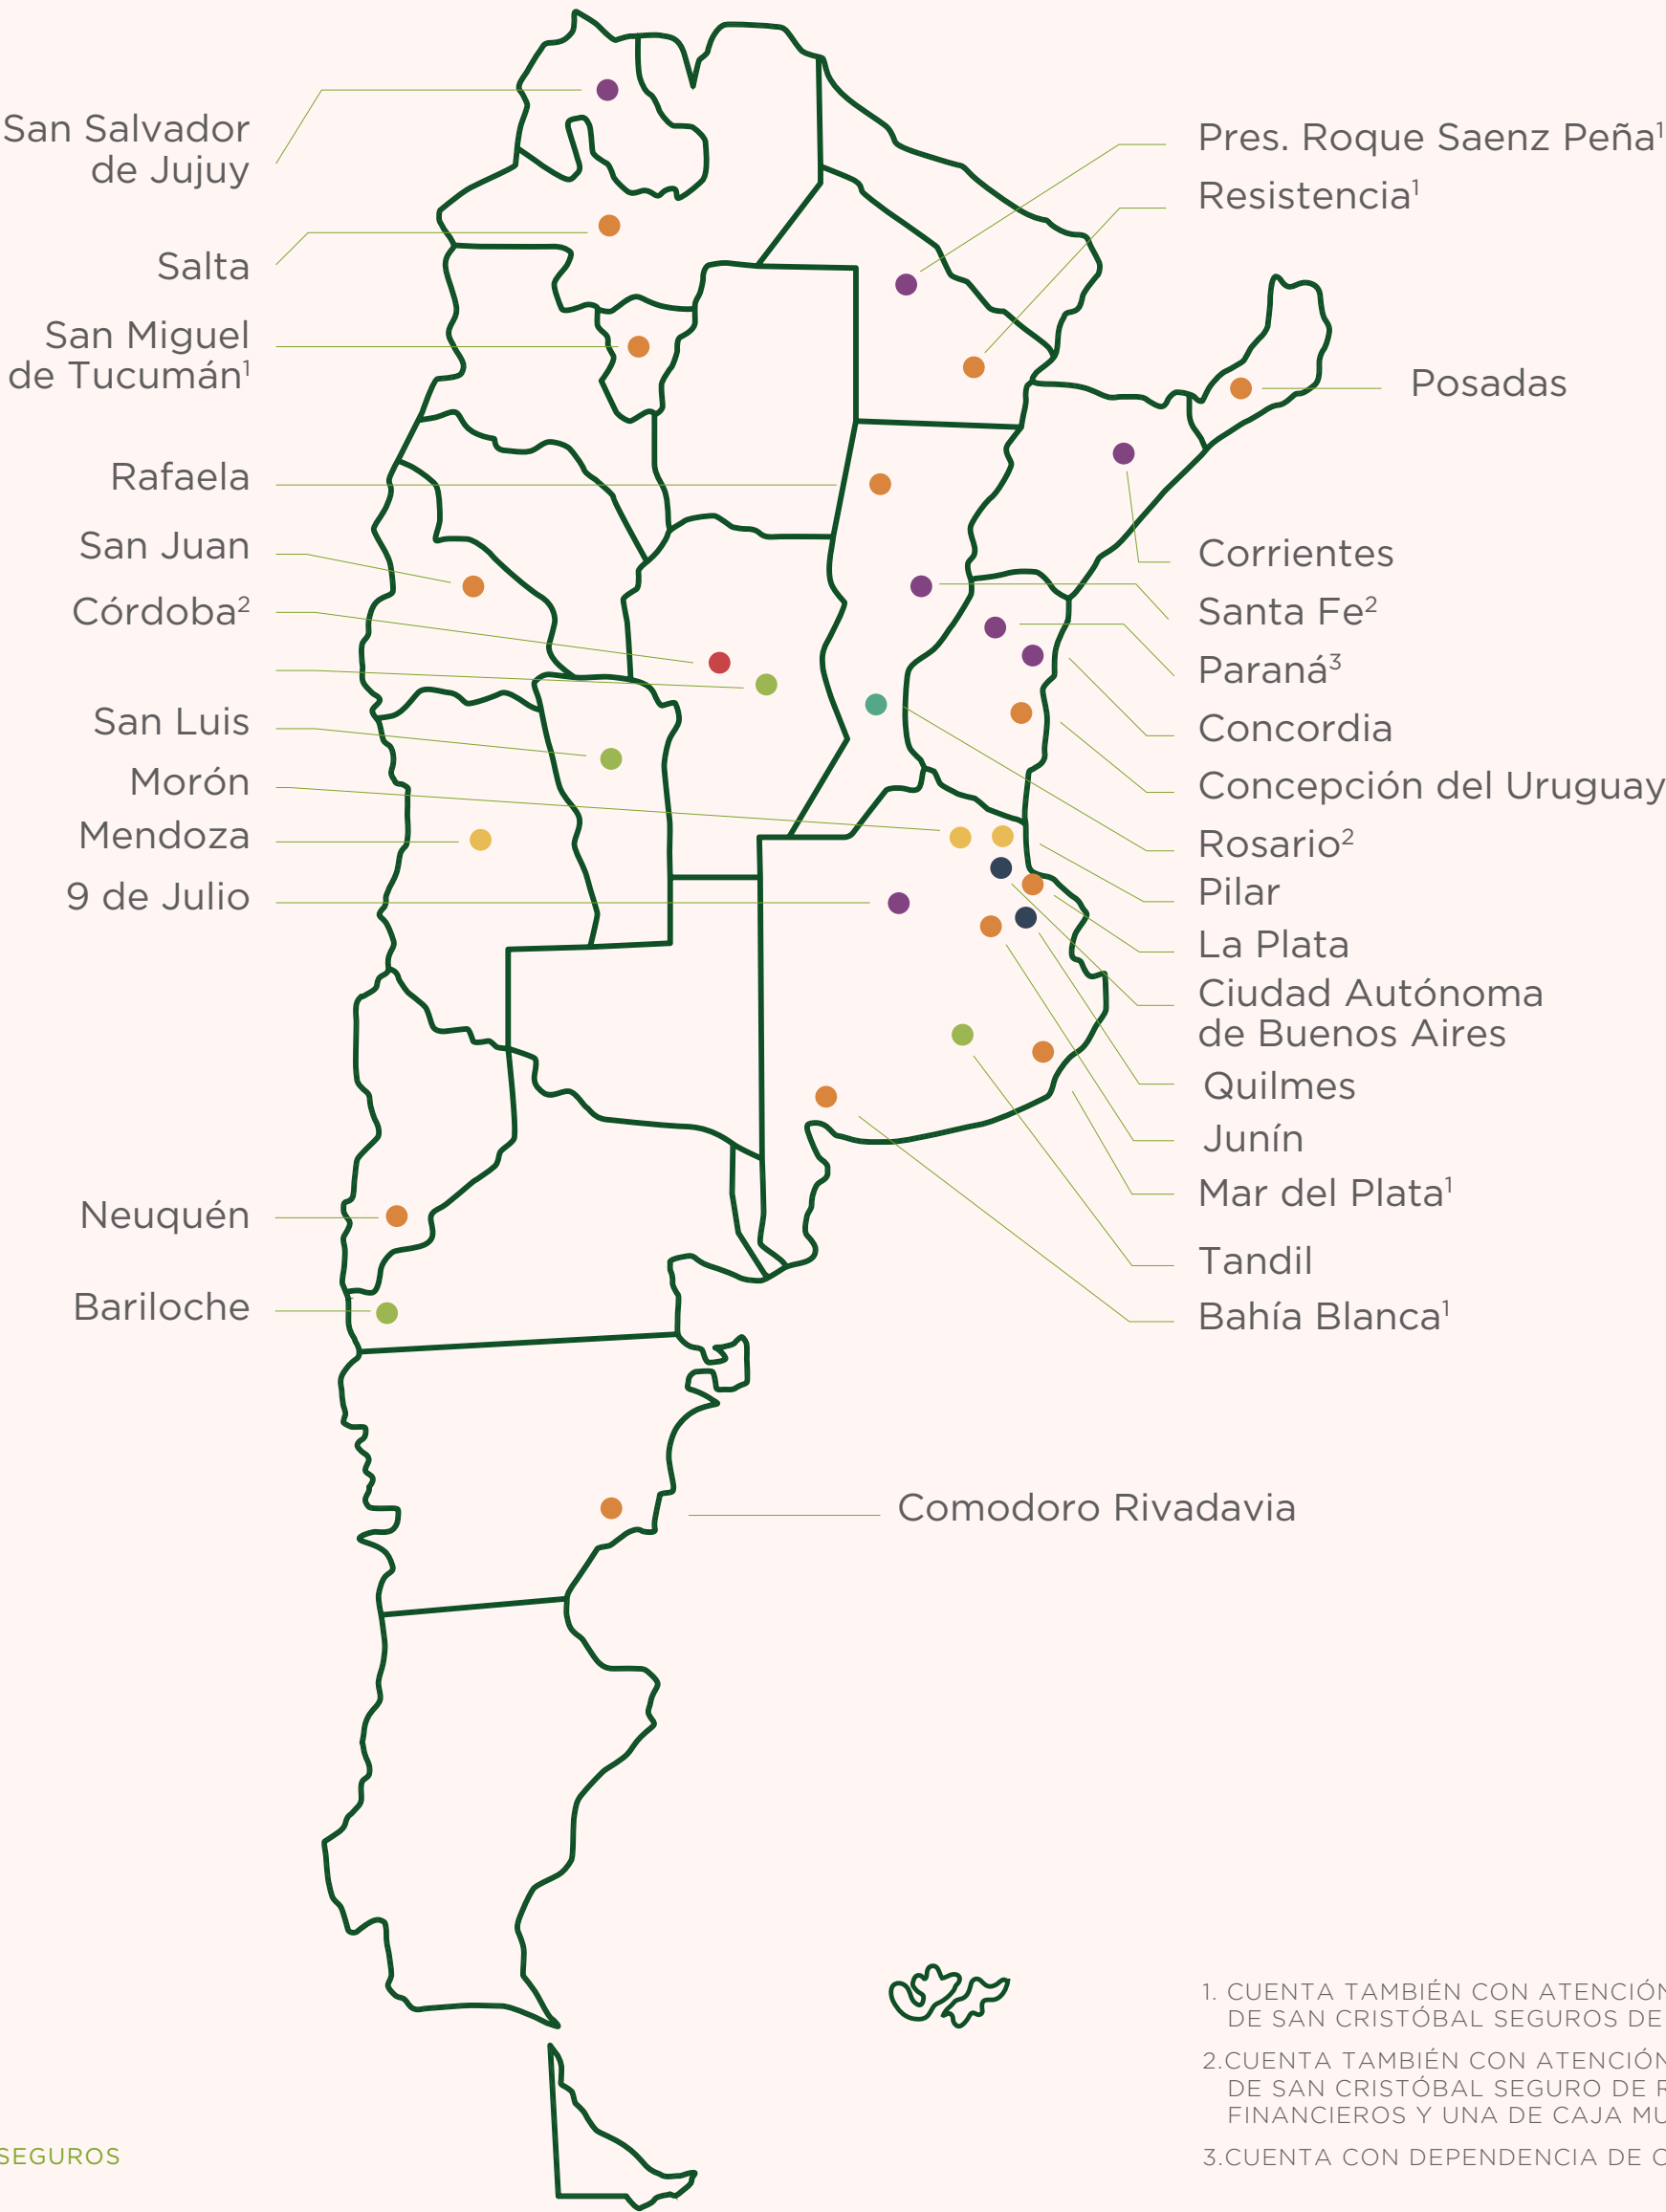 San Salvador
de Jujuy
Salta
San Miguel
de Tucumán¹
Rafaela
San Juan
Córdoba²
San Luis
Morón
Mendoza
9 de Julio
Neuquén
Bariloche
Pres. Roque Saenz Peña¹
Resistencia¹
Posadas
Corrientes
Santa Fe²
Paraná³
Concordia
Concepción del Uruguay
Rosario²
Pilar
La Plata
Ciudad Autónoma
de Buenos Aires
Quilmes
Junín
Mar del Plata¹
Tandil
Bahía Blanca¹
Comodoro Rivadavia
1. CUENTA TAMBIÉN CON ATENCIÓN
DE SAN CRISTÓBAL SEGUROS DE
2.CUENTA TAMBIÉN CON ATENCIÓN
DE SAN CRISTÓBAL SEGURO DE
FINANCIEROS Y UNA DE CAJA
3.CUENTA CON DEPENDENCIA DE
SEGUROS